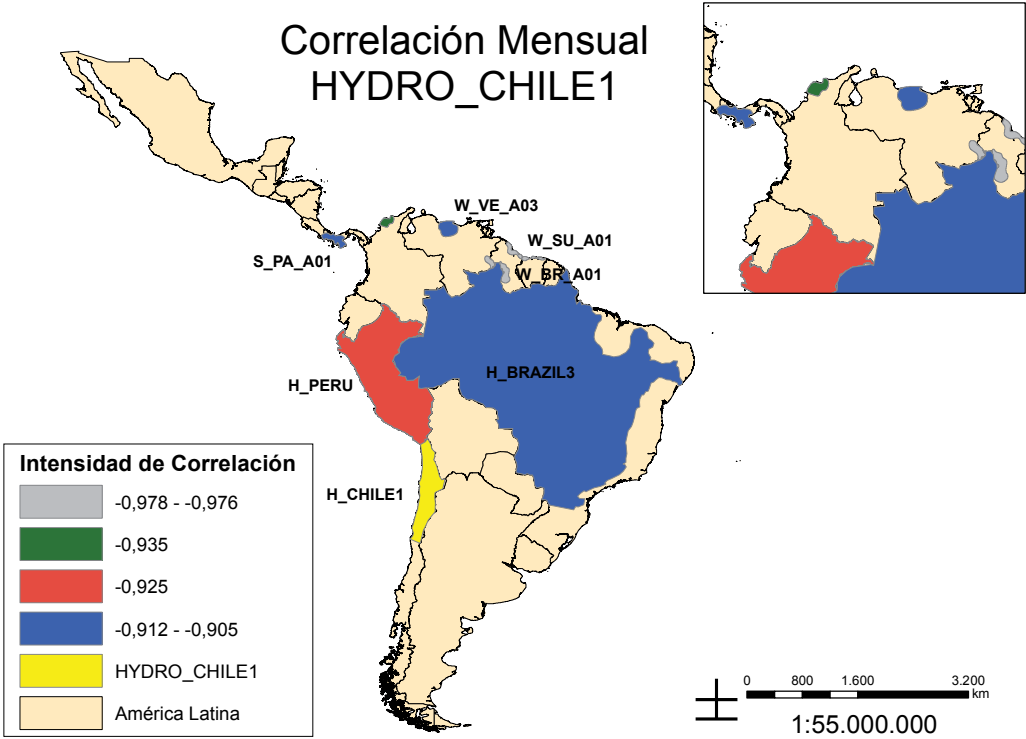 Correlación Mensual
HYDRO_CHILE1
W_VE_A03
W_SU_A01
S_PA_A01
W_BR_A01
H_BRAZIL3
H_PERU
H_CHILE1
Intensidad de Correlación
-0,978 - -0,976
-0,935
-0,925
-0,912 - -0,905
HYDRO_CHILE1
América Latina
0 800 1.600 3.200
km
1:55.000.000